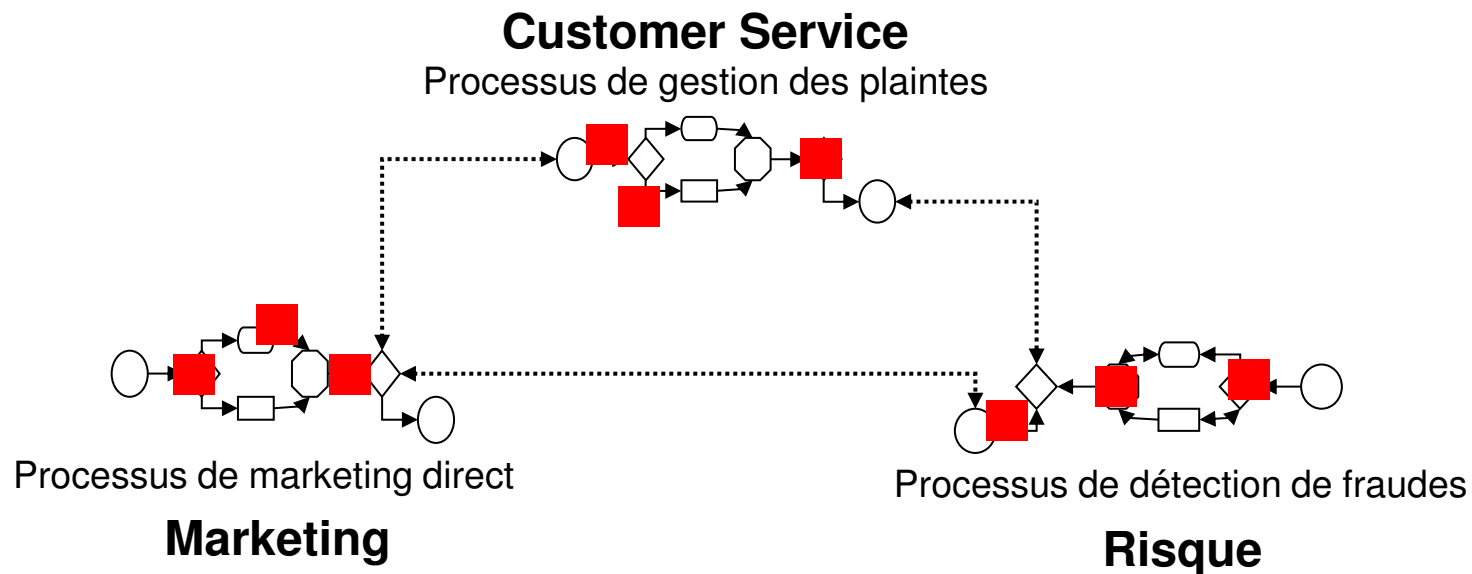 Customer Service
Processus de gestion des plaintes
Processus de marketing direct
Marketing
Processus de détection de fraudes
Risque